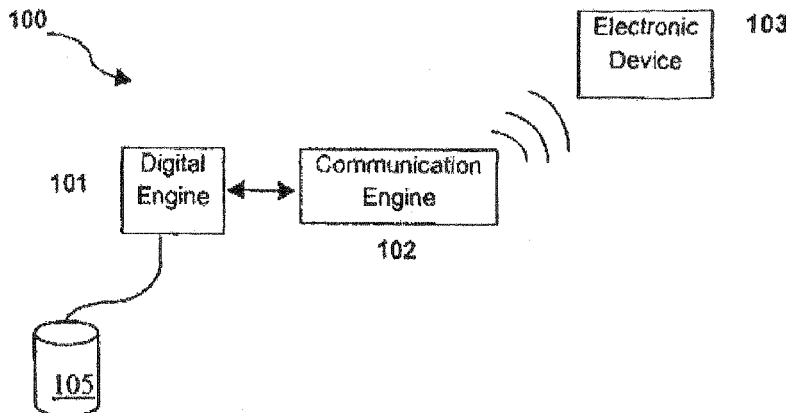 100
Electronic
Device
103
101
Digital
Engine
Communication
Engine
102
105